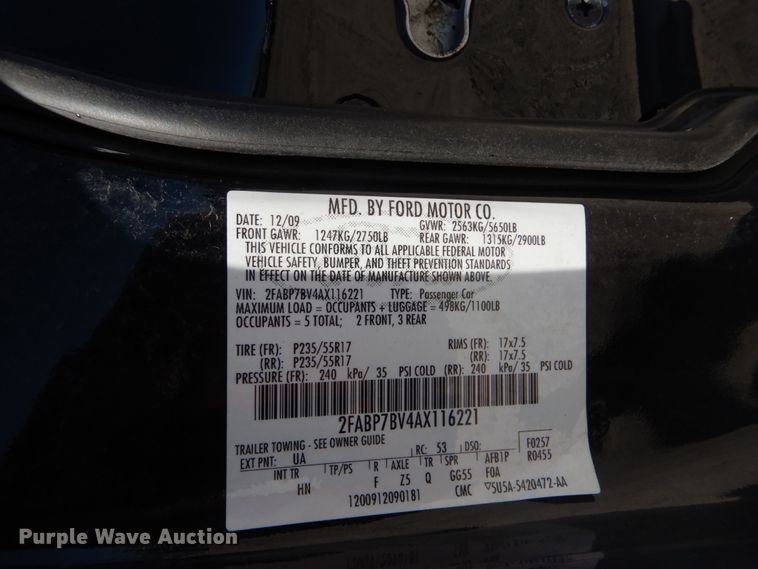 MFD. BY FORD MOTOR CO.
DATE: 12/09 GVWR: 2563KG/5650LB
FRONT GAWR: 1247KG/2750LB REAR GAWR: 1315KG/2900LB
THIS VEHICLE CONFORMS TO ALL APPLICABLE FEDERAL MOTOR
VEHICLE SAFETY, BUMPER, AND THEFT PREVENTION STANDARDS
IN EFFECT ON THE DATE OF MANUFACTURE SHOWN ABOVE.
VIN: 2FABP7BV4AX116221 TYPE: Passenger Car
MAXIMUM LOAD = OCCUPANTS + LUGGAGE = 498KG/1100LB
OCCUPANTS = 5 TOTAL; 2 FRONT, 3 REAR
TIRE (FR): P235/55R17 RIMS (FR): 17x7.5
(RR): P235/55R17 (RR): 17x7.5
PRESSURE (FR): 240 kPa/ 35 PSI COLD (RR): 240 kPa/ 35 PSI COLD
2FABP7BV4AX116221
TRAILER TOWING - SEE OWNER GUIDE
EXT PNT: UA RC: 53 DSO: F0257
R0455
INT TR TP/PS R AXLE TR SPR AFB1P
HN F Z5 Q GG55 F0A
1200912090181 CMC ▽5U5A-5420472-AA
Purple Wave Auction